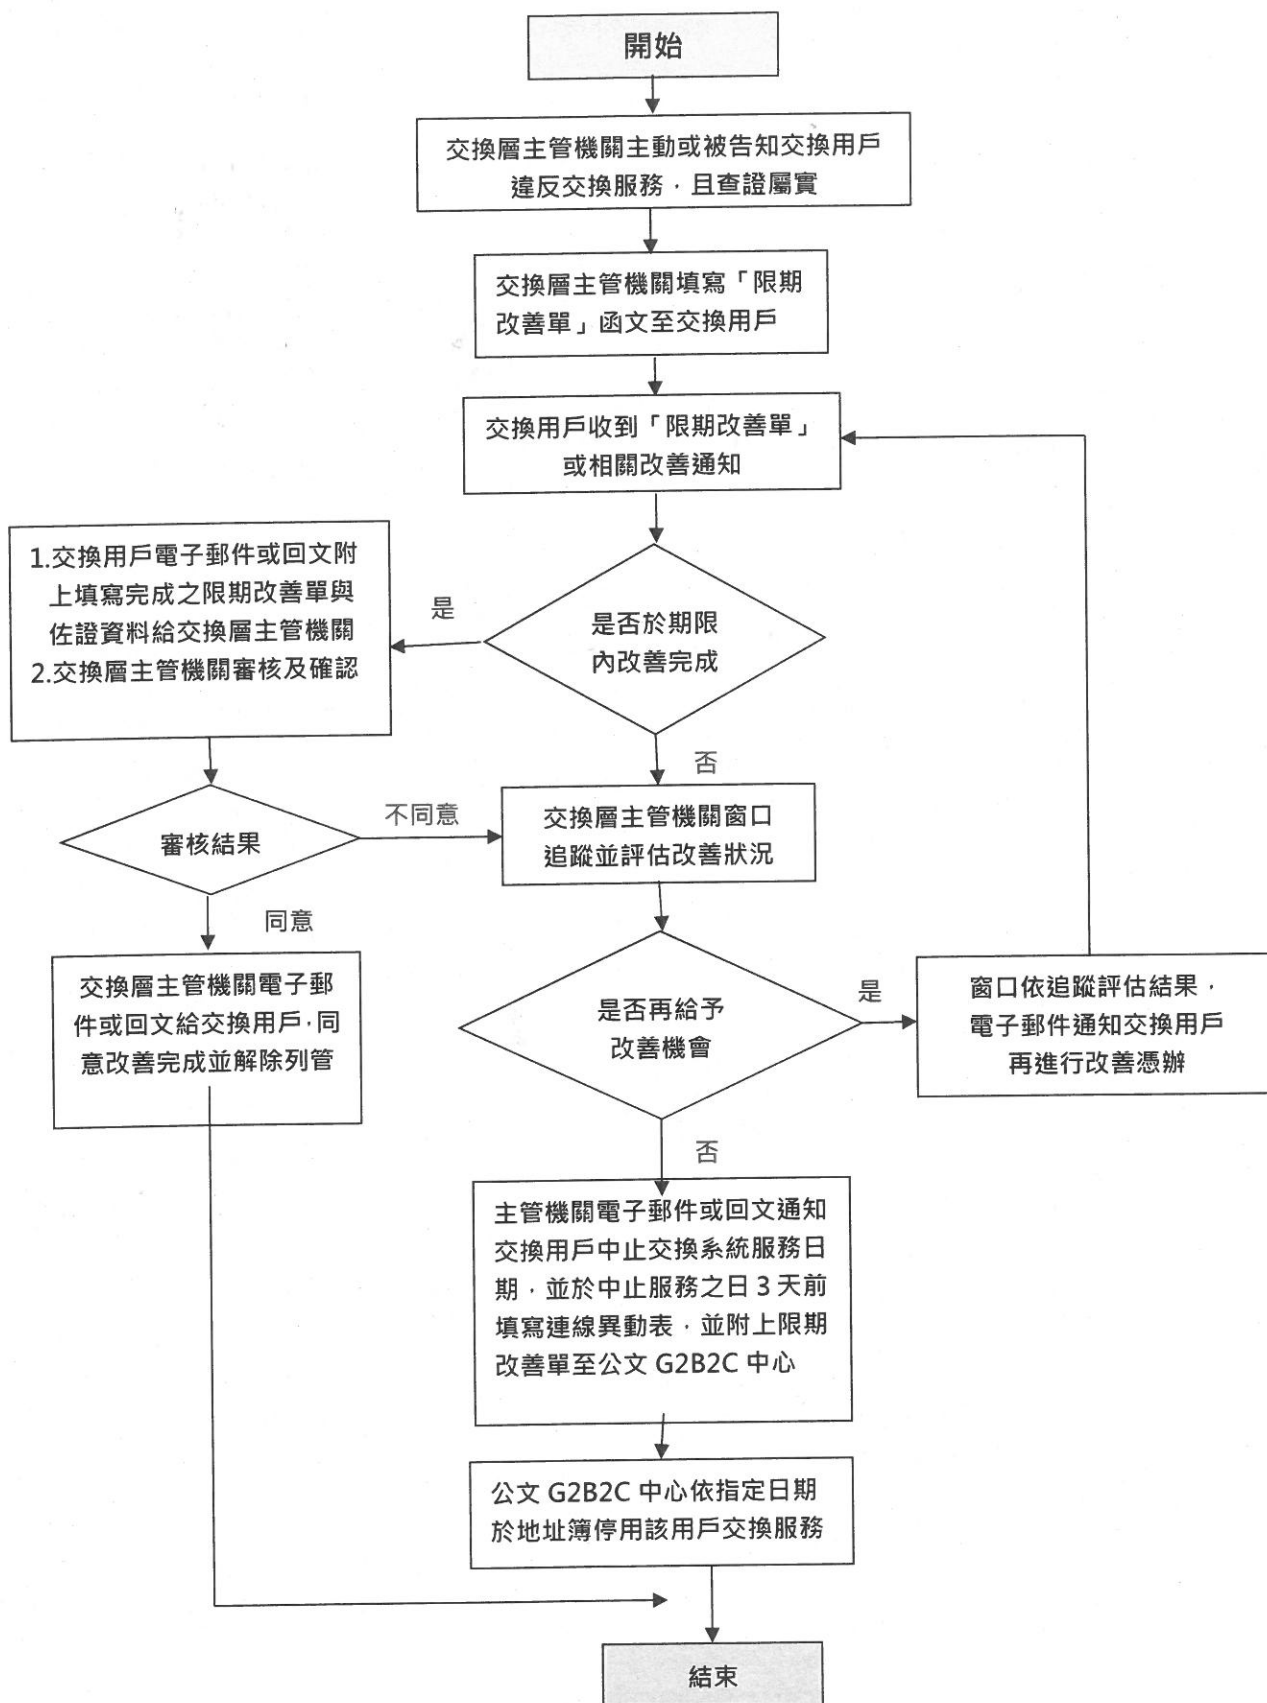 開始
交換層主管機關主動或被告知交換用戶
違反交換服務，且查證屬實
交換層主管機關填寫「限期
改善單」函文至交換用戶
交換用戶收到「限期改善單」
或相關改善通知
1.交換用戶電子郵件或回文附
上填寫完成之限期改善單與
佐證資料給交換層主管機關
2.交換層主管機關審核及確認
是
是否於期限
內改善完成
否
審核結果
不同意
交換層主管機關窗口
追蹤並評估改善狀況
同意
交換層主管機關電子郵
件或回文給交換用戶，同
意改善完成並解除列管
是否再給予
改善機會
是
窗口依追蹤評估結果，
電子郵件通知交換用戶
再進行改善憑辦
否
主管機關電子郵件或回文通知
交換用戶中止交換系統服務日
期，並於中止服務之日 3 天前
填寫連線異動表，並附上限期
改善單至公文 G2B2C 中心
公文 G2B2C 中心依指定日期
於地址簿停用該用戶交換服務
結束